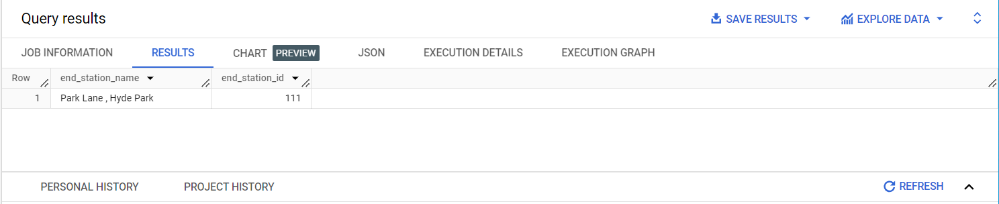 Query results
SAVE RESULTS
EXPLORE DATA
JOB INFORMATION RESULTS CHART PREVIEW JSON EXECUTION DETAILS EXECUTION GRAPH
Row end_station_name end_station_id
1 Park Lane , Hyde Park 111
PERSONAL HISTORY PROJECT HISTORY REFRESH